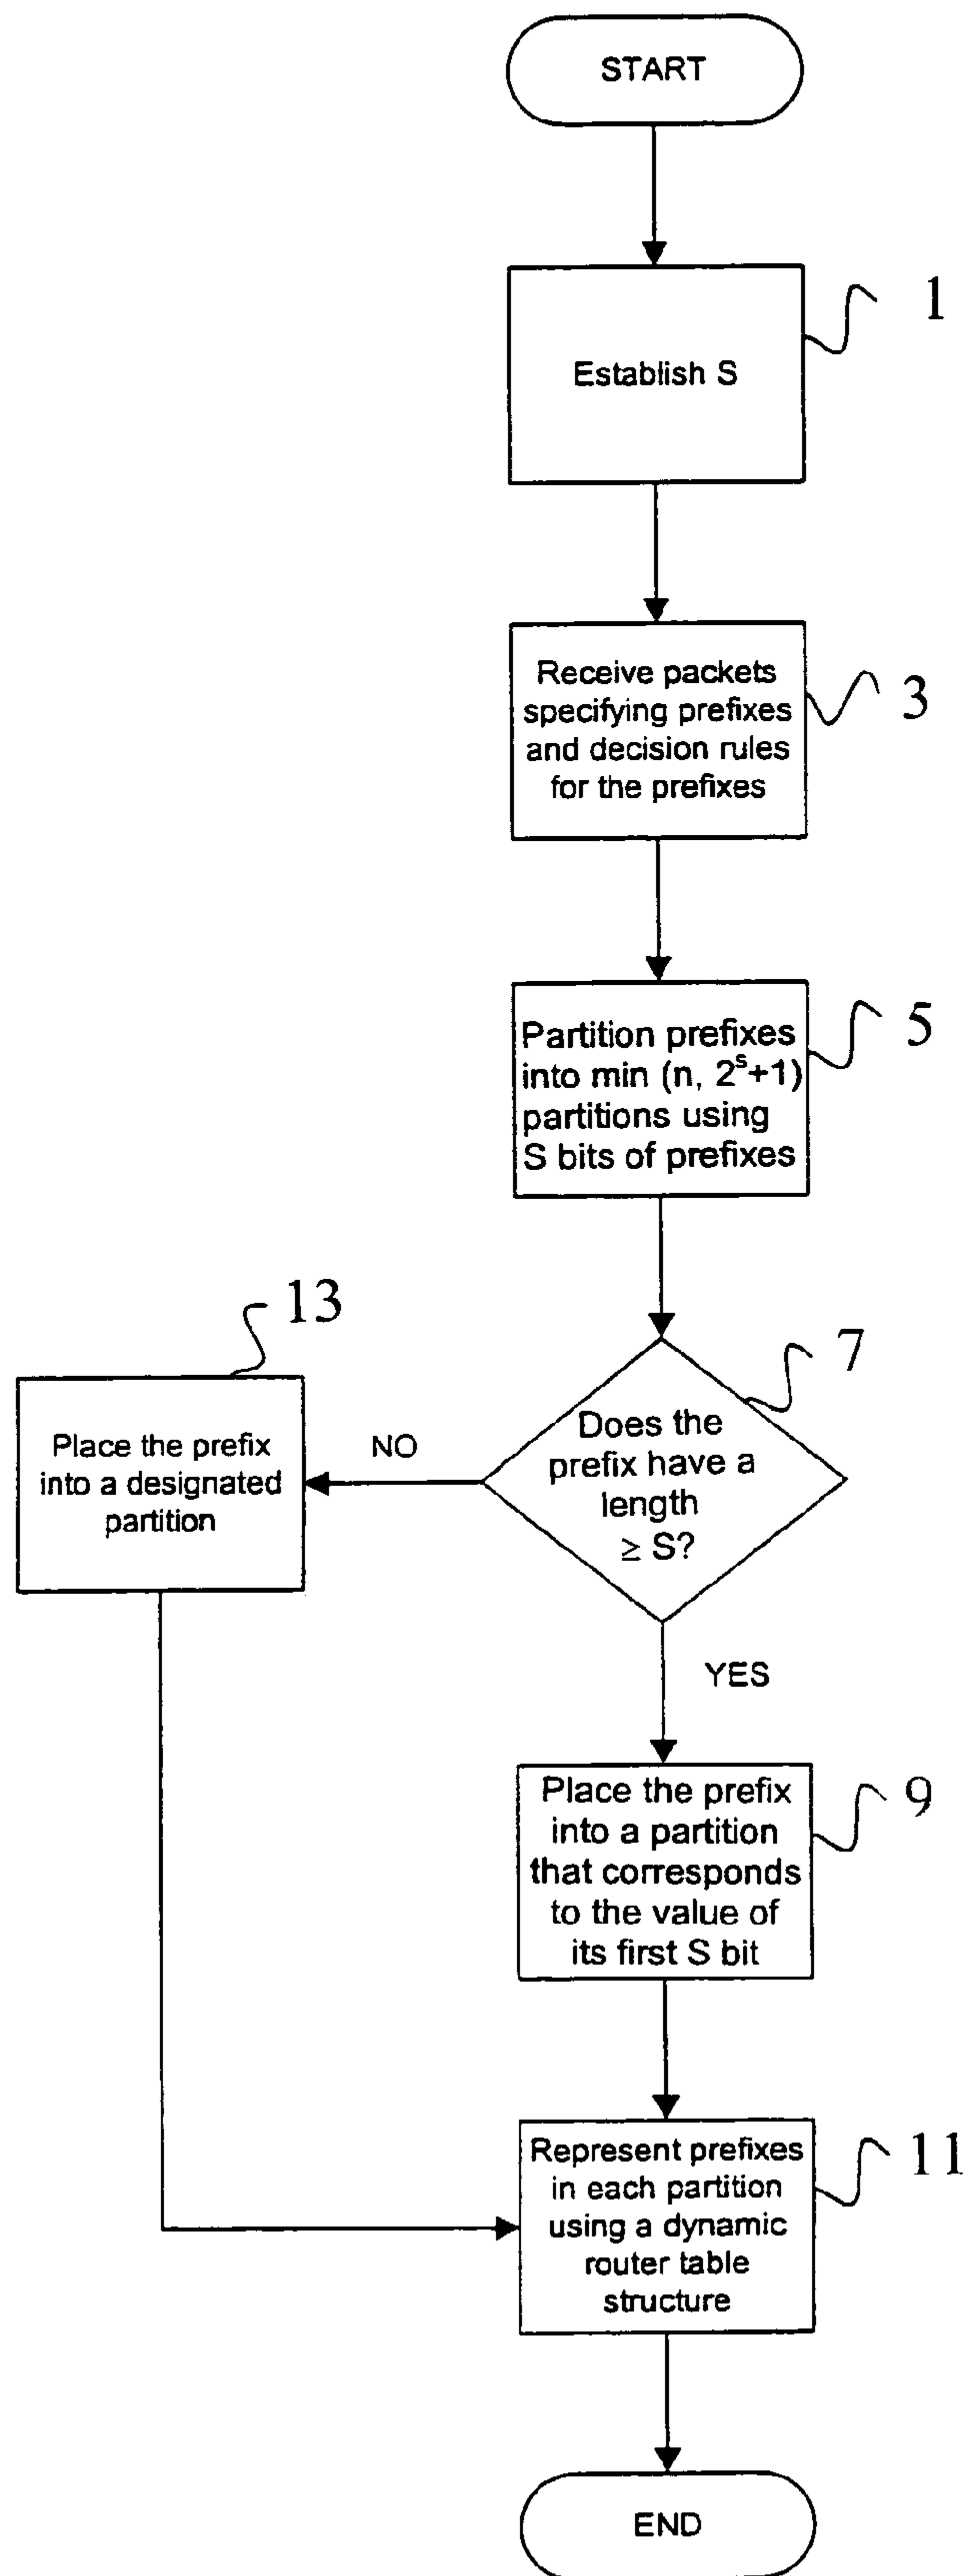 START
1
Establish S
3
Receive packets
specifying prefixes
and decision rules
for the prefixes
5
Partition prefixes
into min (n, 2^s+1)
partitions using
S bits of prefixes
13
7
Place the prefix
into a designated
partition
NO
Does the
prefix have a
length
≥ S?
YES
9
Place the prefix
into a partition
that corresponds
to the value of
its first S bit
11
Represent prefixes
in each partition
using a dynamic
router table
structure
END